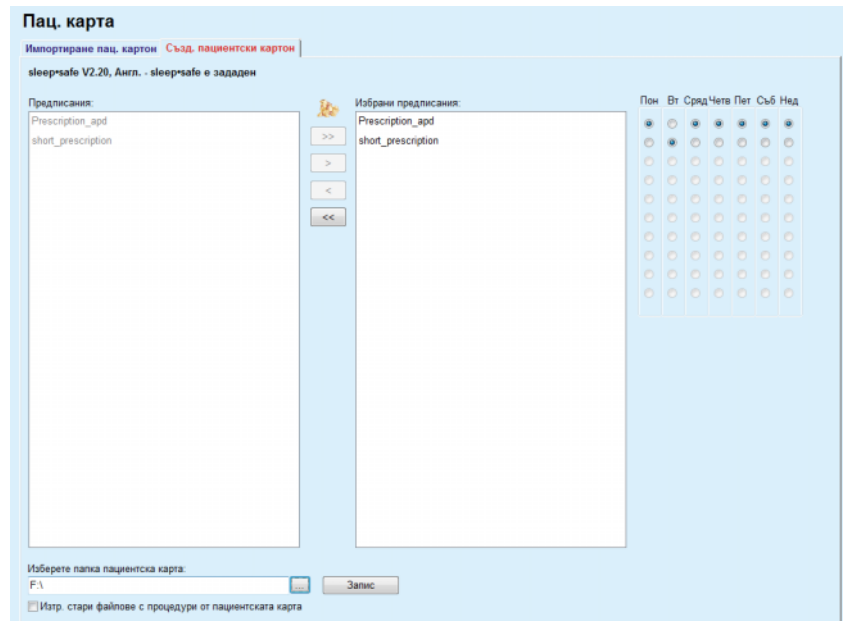 Пац. карта
Импортиране пац. картон Създ. пациентски картон
sleep•safe V2.20, Англ. - sleep•safe е зададен
Предписания:
Избрани предписания:
Пон Вт Сряд Четв Пет Съб Нед
Prescription_apd
short_prescription
>>
>
<
<<
Prescription_apd
short_prescription
Изберете папка пациентска карта:
F:\
...
Запис
Изтр. стари файлове с процедури от пациентската карта